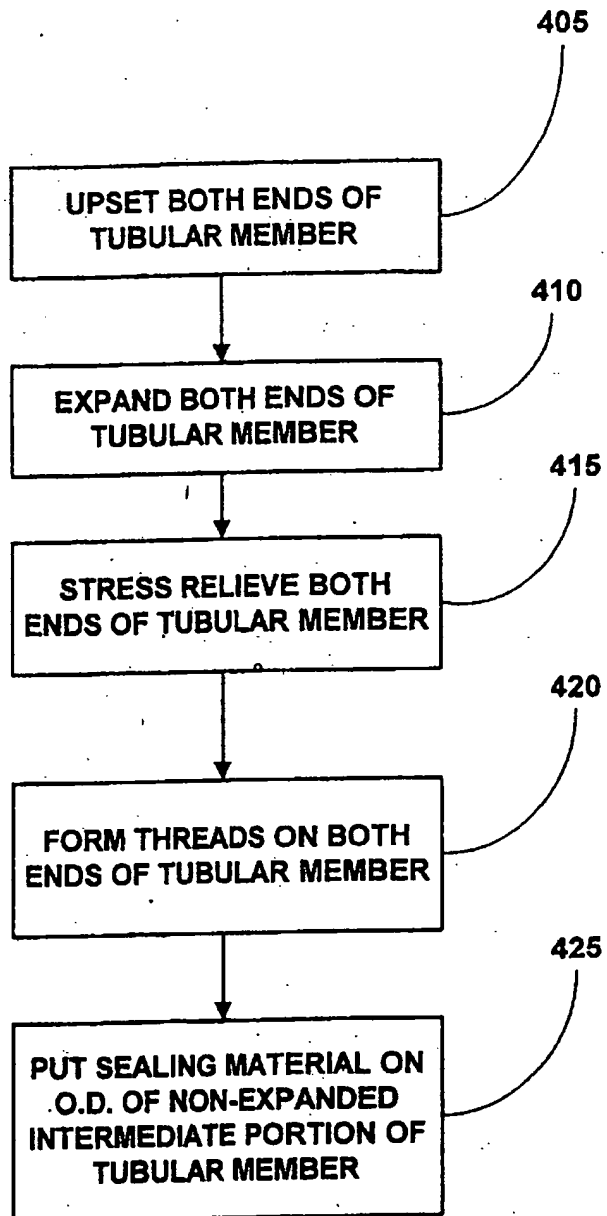 405
UPSET BOTH ENDS OF
TUBULAR MEMBER
410
EXPAND BOTH ENDS OF
TUBULAR MEMBER
415
STRESS RELIEVE BOTH
ENDS OF TUBULAR MEMBER
420
FORM THREADS ON BOTH
ENDS OF TUBULAR MEMBER
425
PUT SEALING MATERIAL ON
O.D. OF NON-EXPANDED
INTERMEDIATE PORTION OF
TUBULAR MEMBER